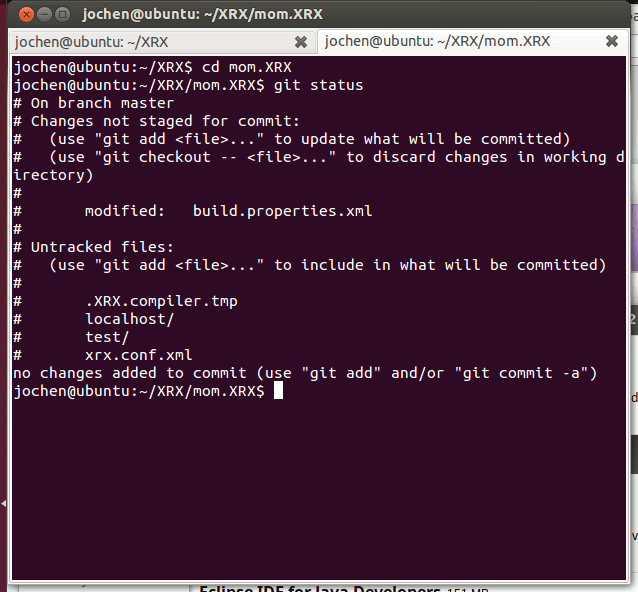 jochen@ubuntu: ~/XRX/mom.XRX
jochen@ubuntu: ~/XRX
jochen@ubuntu: ~/XRX/mom.XRX
jochen@ubuntu:~/XRX$ cd mom.XRX
jochen@ubuntu:~/XRX/mom.XRX$ git status
# On branch master
# Changes not staged for commit:
#   (use "git add <file>..." to update what will be committed)
#   (use "git checkout -- <file>..." to discard changes in working d
irectory)
#
#       modified:   build.properties.xml
#
# Untracked files:
#   (use "git add <file>..." to include in what will be committed)
#
#       .XRX.compiler.tmp
#       localhost/
#       test/
#       xrx.conf.xml
no changes added to commit (use "git add" and/or "git commit -a")
jochen@ubuntu:~/XRX/mom.XRX$
Eclipse IDE for Java Developers, 151 MB